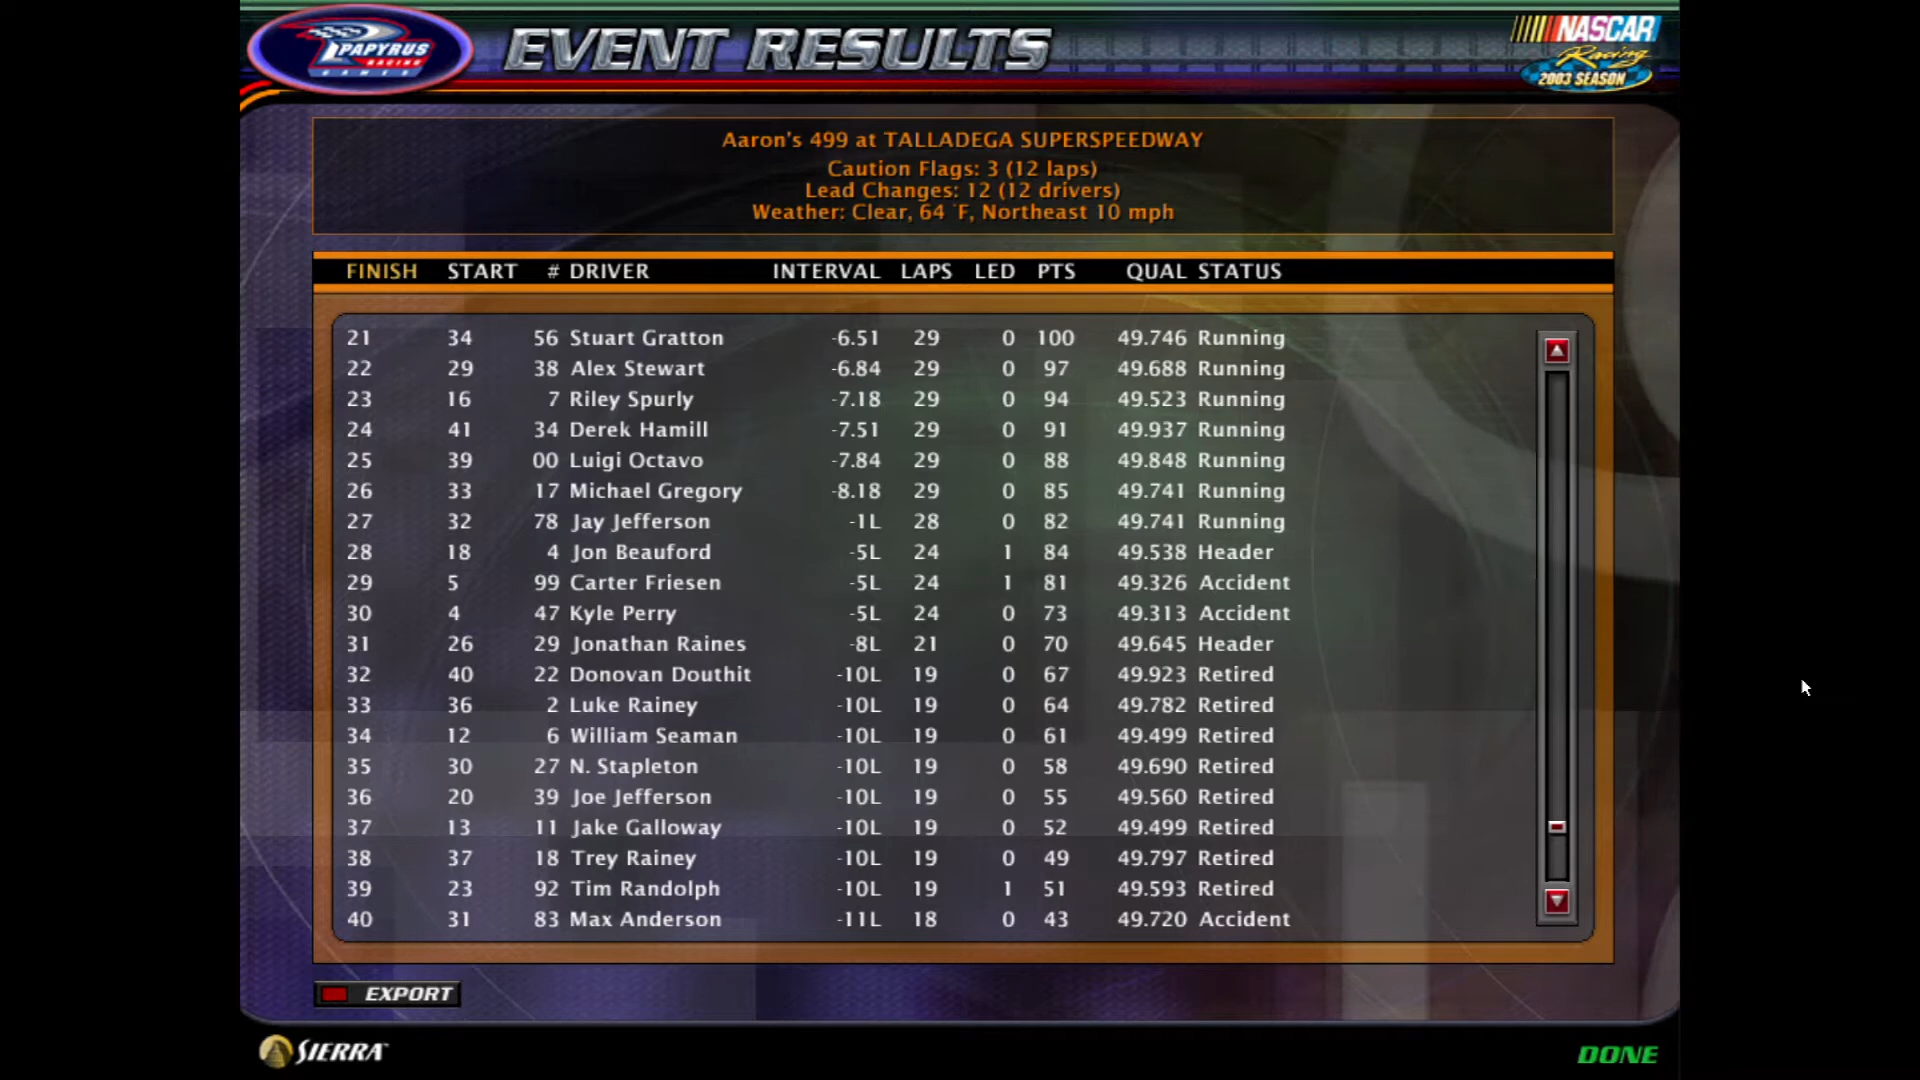 PAPYRUS
RACING
GAMES
EVENT RESULTS
NASCAR
Racing
2003 SEASON
Aaron's 499 at TALLADEGA SUPERSPEEDWAY
Caution Flags: 3 (12 laps)
Lead Changes: 12 (12 drivers)
Weather: Clear, 64 °F, Northeast 10 mph
FINISH START # DRIVER INTERVAL LAPS LED PTS QUAL STATUS
21 34 56 Stuart Gratton -6.51 29 0 100 49.746 Running
22 29 38 Alex Stewart -6.84 29 0 97 49.688 Running
23 16 7 Riley Spurly -7.18 29 0 94 49.523 Running
24 41 34 Derek Hamill -7.51 29 0 91 49.937 Running
25 39 00 Luigi Octavo -7.84 29 0 88 49.848 Running
26 33 17 Michael Gregory -8.18 29 0 85 49.741 Running
27 32 78 Jay Jefferson -1L 28 0 82 49.741 Running
28 18 4 Jon Beauford -5L 24 1 84 49.538 Header
29 5 99 Carter Friesen -5L 24 1 81 49.326 Accident
30 4 47 Kyle Perry -5L 24 0 73 49.313 Accident
31 26 29 Jonathan Raines -8L 21 0 70 49.645 Header
32 40 22 Donovan Douthit -10L 19 0 67 49.923 Retired
33 36 2 Luke Rainey -10L 19 0 64 49.782 Retired
34 12 6 William Seaman -10L 19 0 61 49.499 Retired
35 30 27 N. Stapleton -10L 19 0 58 49.690 Retired
36 20 39 Joe Jefferson -10L 19 0 55 49.560 Retired
37 13 11 Jake Galloway -10L 19 0 52 49.499 Retired
38 37 18 Trey Rainey -10L 19 0 49 49.797 Retired
39 23 92 Tim Randolph -10L 19 1 51 49.593 Retired
40 31 83 Max Anderson -11L 18 0 43 49.720 Accident
EXPORT
SIERRA
DONE